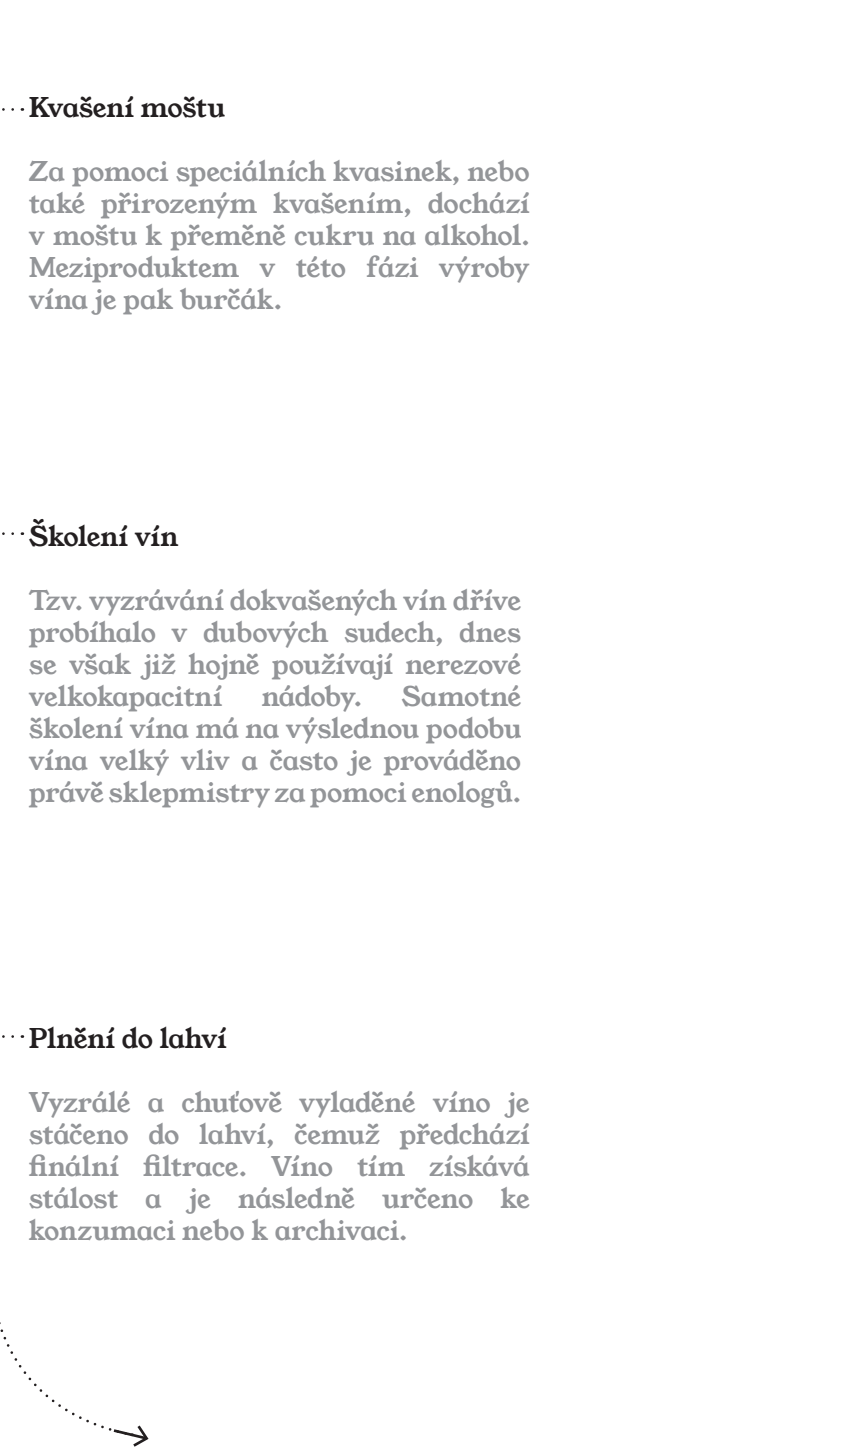 Kvašení moštu
Za pomoci speciálních kvasinek, nebo
také přirozeným kvašením, dochází
v moštu k přeměně cukru na alkohol.
Meziproduktem v této fázi výroby
vína je pak burčák.
Školení vín
Tzv. vyzrávání dokvašených vín dříve
probíhalo v dubových sudech, dnes
se však již hojně používají nerezové
velkokapacitní nádoby. Samotné
školení vína má na výslednou podobu
vína velký vliv a často je prováděno
právě sklepmistry za pomoci enologů.
Plnění do lahví
Vyzrálé a chuťově vyladěné víno je
stáčeno do lahví, čemuž předchází
finální filtrace. Víno tím získává
stálost a je následně určeno ke
konzumaci nebo k archivaci.